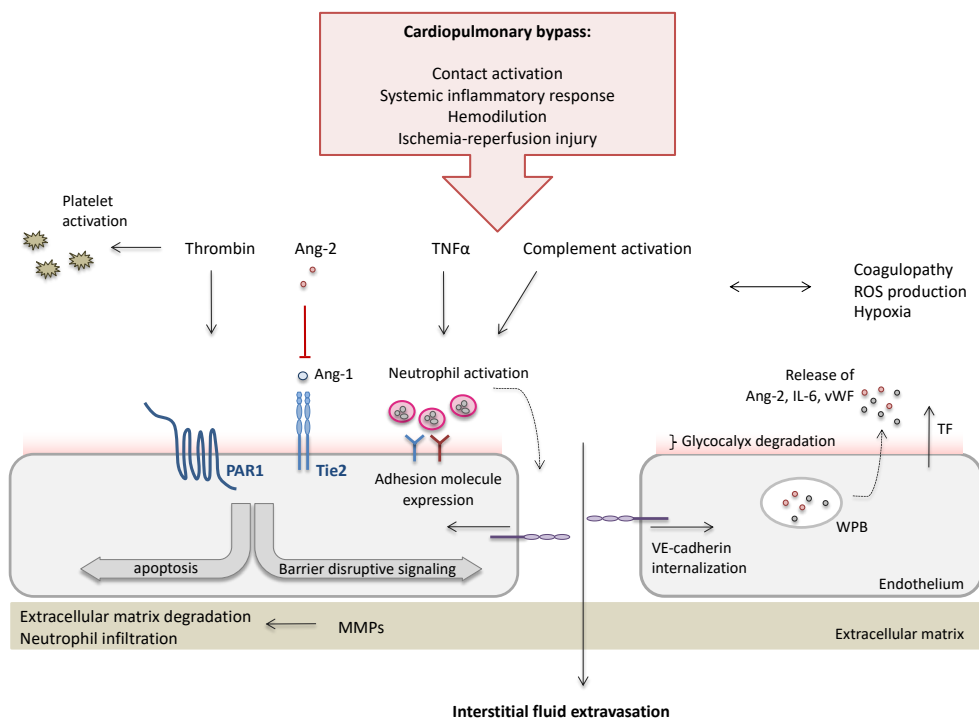 Cardiopulmonary bypass:
Contact activation
Systemic inflammatory response
Hemodilution
Ischemia-reperfusion injury
Platelet
activation
Thrombin
Ang-2
TNFα
Complement activation
Coagulopathy
ROS production
Hypoxia
Ang-1
Neutrophil activation
Release of
Ang-2, IL-6, vWF
TF
} Glycocalyx degradation
PAR1
Tie2
Adhesion molecule
expression
WPB
VE-cadherin
internalization
apoptosis
Barrier disruptive signaling
Endothelium
Extracellular matrix degradation
Neutrophil infiltration
MMPs
Extracellular matrix
Interstitial fluid extravasation